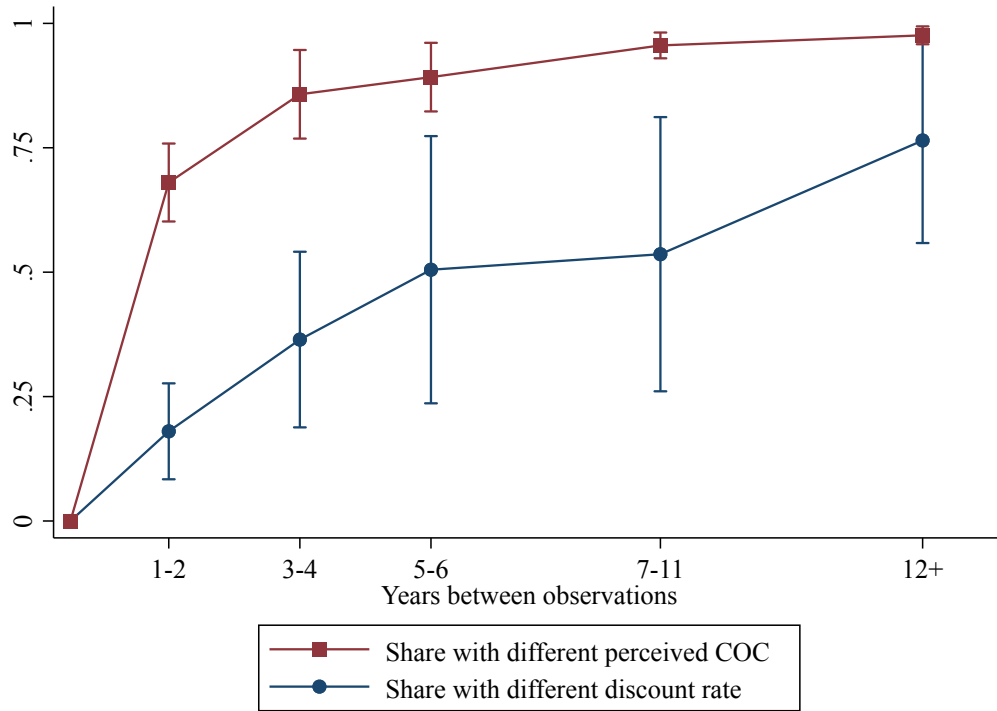 1
.75
.5
.25
0
1-2 3-4 5-6 7-11 12+
Years between observations
Share with different perceived COC
Share with different discount rate